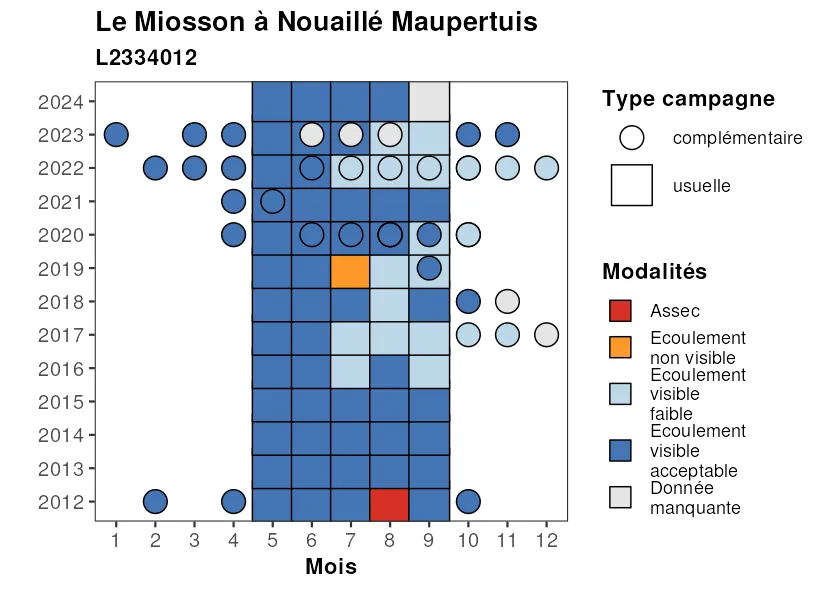 Le Miosson à Nouaillé Maupertuis
L2334012
2024
2023
2022
2021
2020
2019
2018
2017
2016
2015
2014
2013
2012
1 2 3 4 5 6 7 8 9 10 11 12
Mois
Type campagne
complémentaire
usuelle
Modalités
Assec
Ecoulement
non visible
Ecoulement
visible
faible
Ecoulement
visible
acceptable
Donnée
manquante